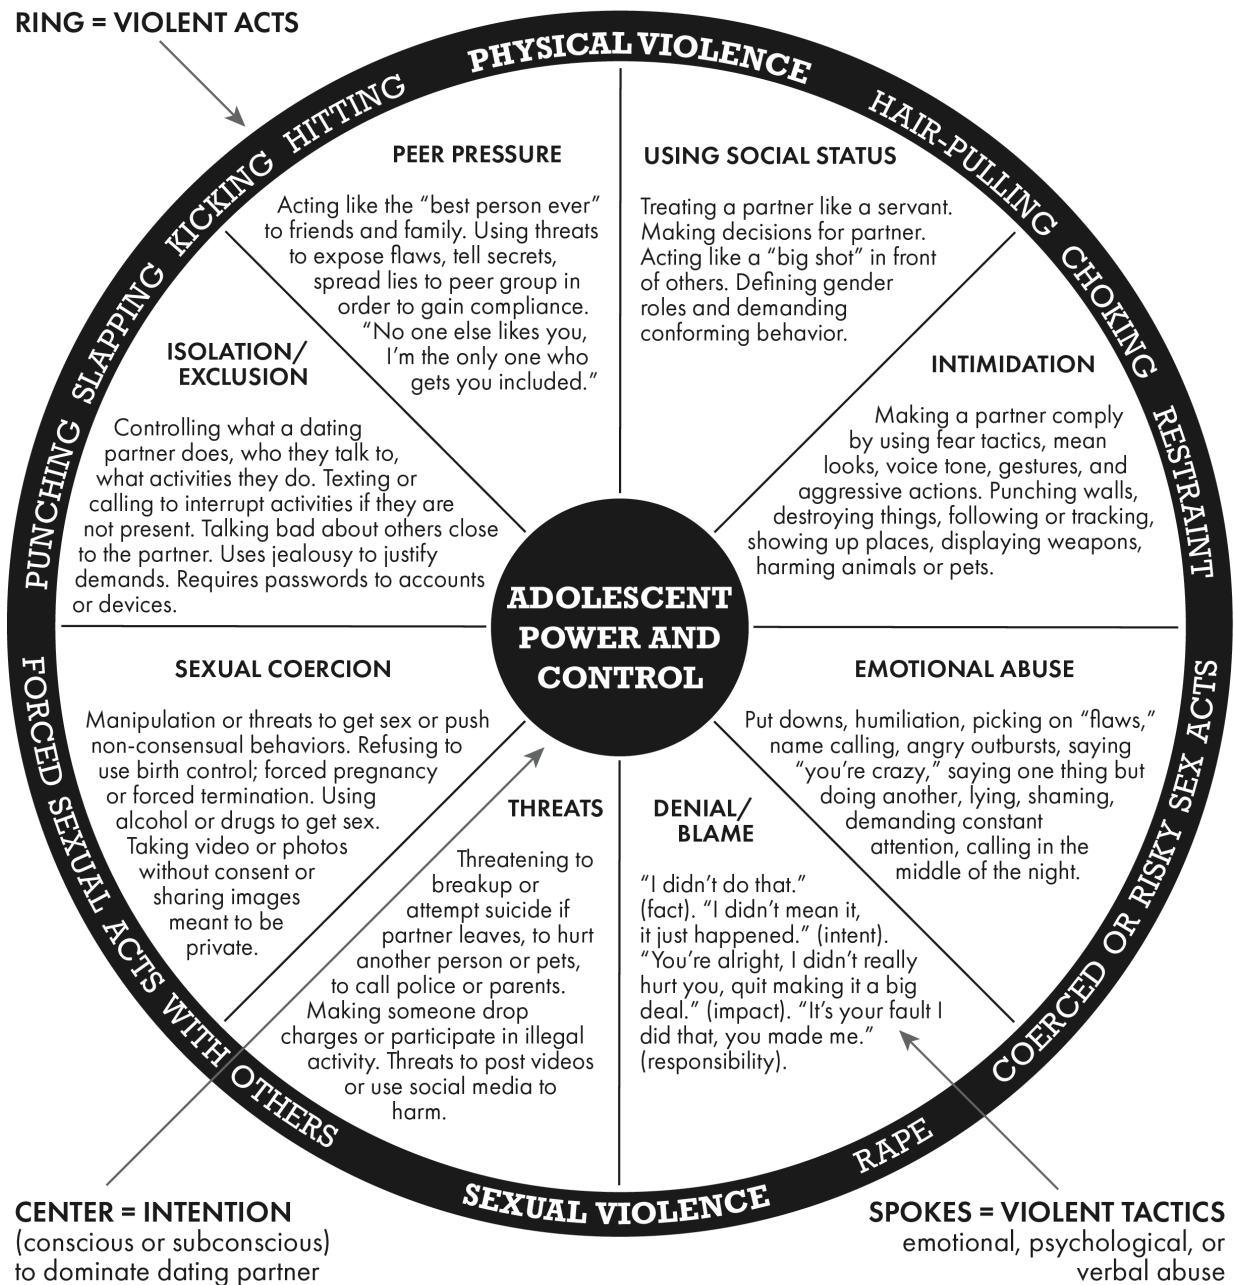 RING = VIOLENT ACTS
PHYSICAL VIOLENCE
HAIR-PULLING
CHOKING
RESTRAINT
COERCED OR RISKY SEX ACTS
RAPE
SEXUAL VIOLENCE
FORCED SEXUAL ACTS WITH OTHERS
PUNCHING
SLAPPING
KICKING
HITTING
PEER PRESSURE
Acting like the “best person ever”
to friends and family. Using threats
to expose flaws, tell secrets,
spread lies to peer group in
order to gain compliance.
“No one else likes you,
I’m the only one who
gets you included.”
USING SOCIAL STATUS
Treating a partner like a servant.
Making decisions for partner.
Acting like a “big shot” in front
of others. Defining gender
roles and demanding
conforming behavior.
ISOLATION/
EXCLUSION
Controlling what a dating
partner does, who they talk to,
what activities they do. Texting or
calling to interrupt activities if they are
not present. Talking bad about others close
to the partner. Uses jealousy to justify
demands. Requires passwords to accounts
or devices.
INTIMIDATION
Making a partner comply
by using fear tactics, mean
looks, voice tone, gestures, and
aggressive actions. Punching walls,
destroying things, following or tracking,
showing up places, displaying weapons,
harming animals or pets.
ADOLESCENT
POWER AND
CONTROL
SEXUAL COERCION
Manipulation or threats to get sex or push
non-consensual behaviors. Refusing to
use birth control; forced pregnancy
or forced termination. Using
alcohol or drugs to get sex.
Taking video or photos
without consent or
sharing images
meant to be
private.
EMOTIONAL ABUSE
Put downs, humiliation, picking on “flaws,”
name calling, angry outbursts, saying
“you’re crazy,” saying one thing but
doing another, lying, shaming,
demanding constant
attention, calling in the
middle of the night.
THREATS
Threatening to
breakup or
attempt suicide if
partner leaves, to hurt
another person or pets,
to call police or parents.
Making someone drop
charges or participate in illegal
activity. Threats to post videos
or use social media to
harm.
DENIAL/
BLAME
“I didn’t do that.”
(fact). “I didn’t mean it,
it just happened.” (intent).
“You’re alright, I didn’t really
hurt you, quit making it a big
deal.” (impact). “It’s your fault I
did that, you made me.”
(responsibility).
CENTER = INTENTION
(conscious or subconscious)
to dominate dating partner
SPOKES = VIOLENT TACTICS
emotional, psychological, or
verbal abuse